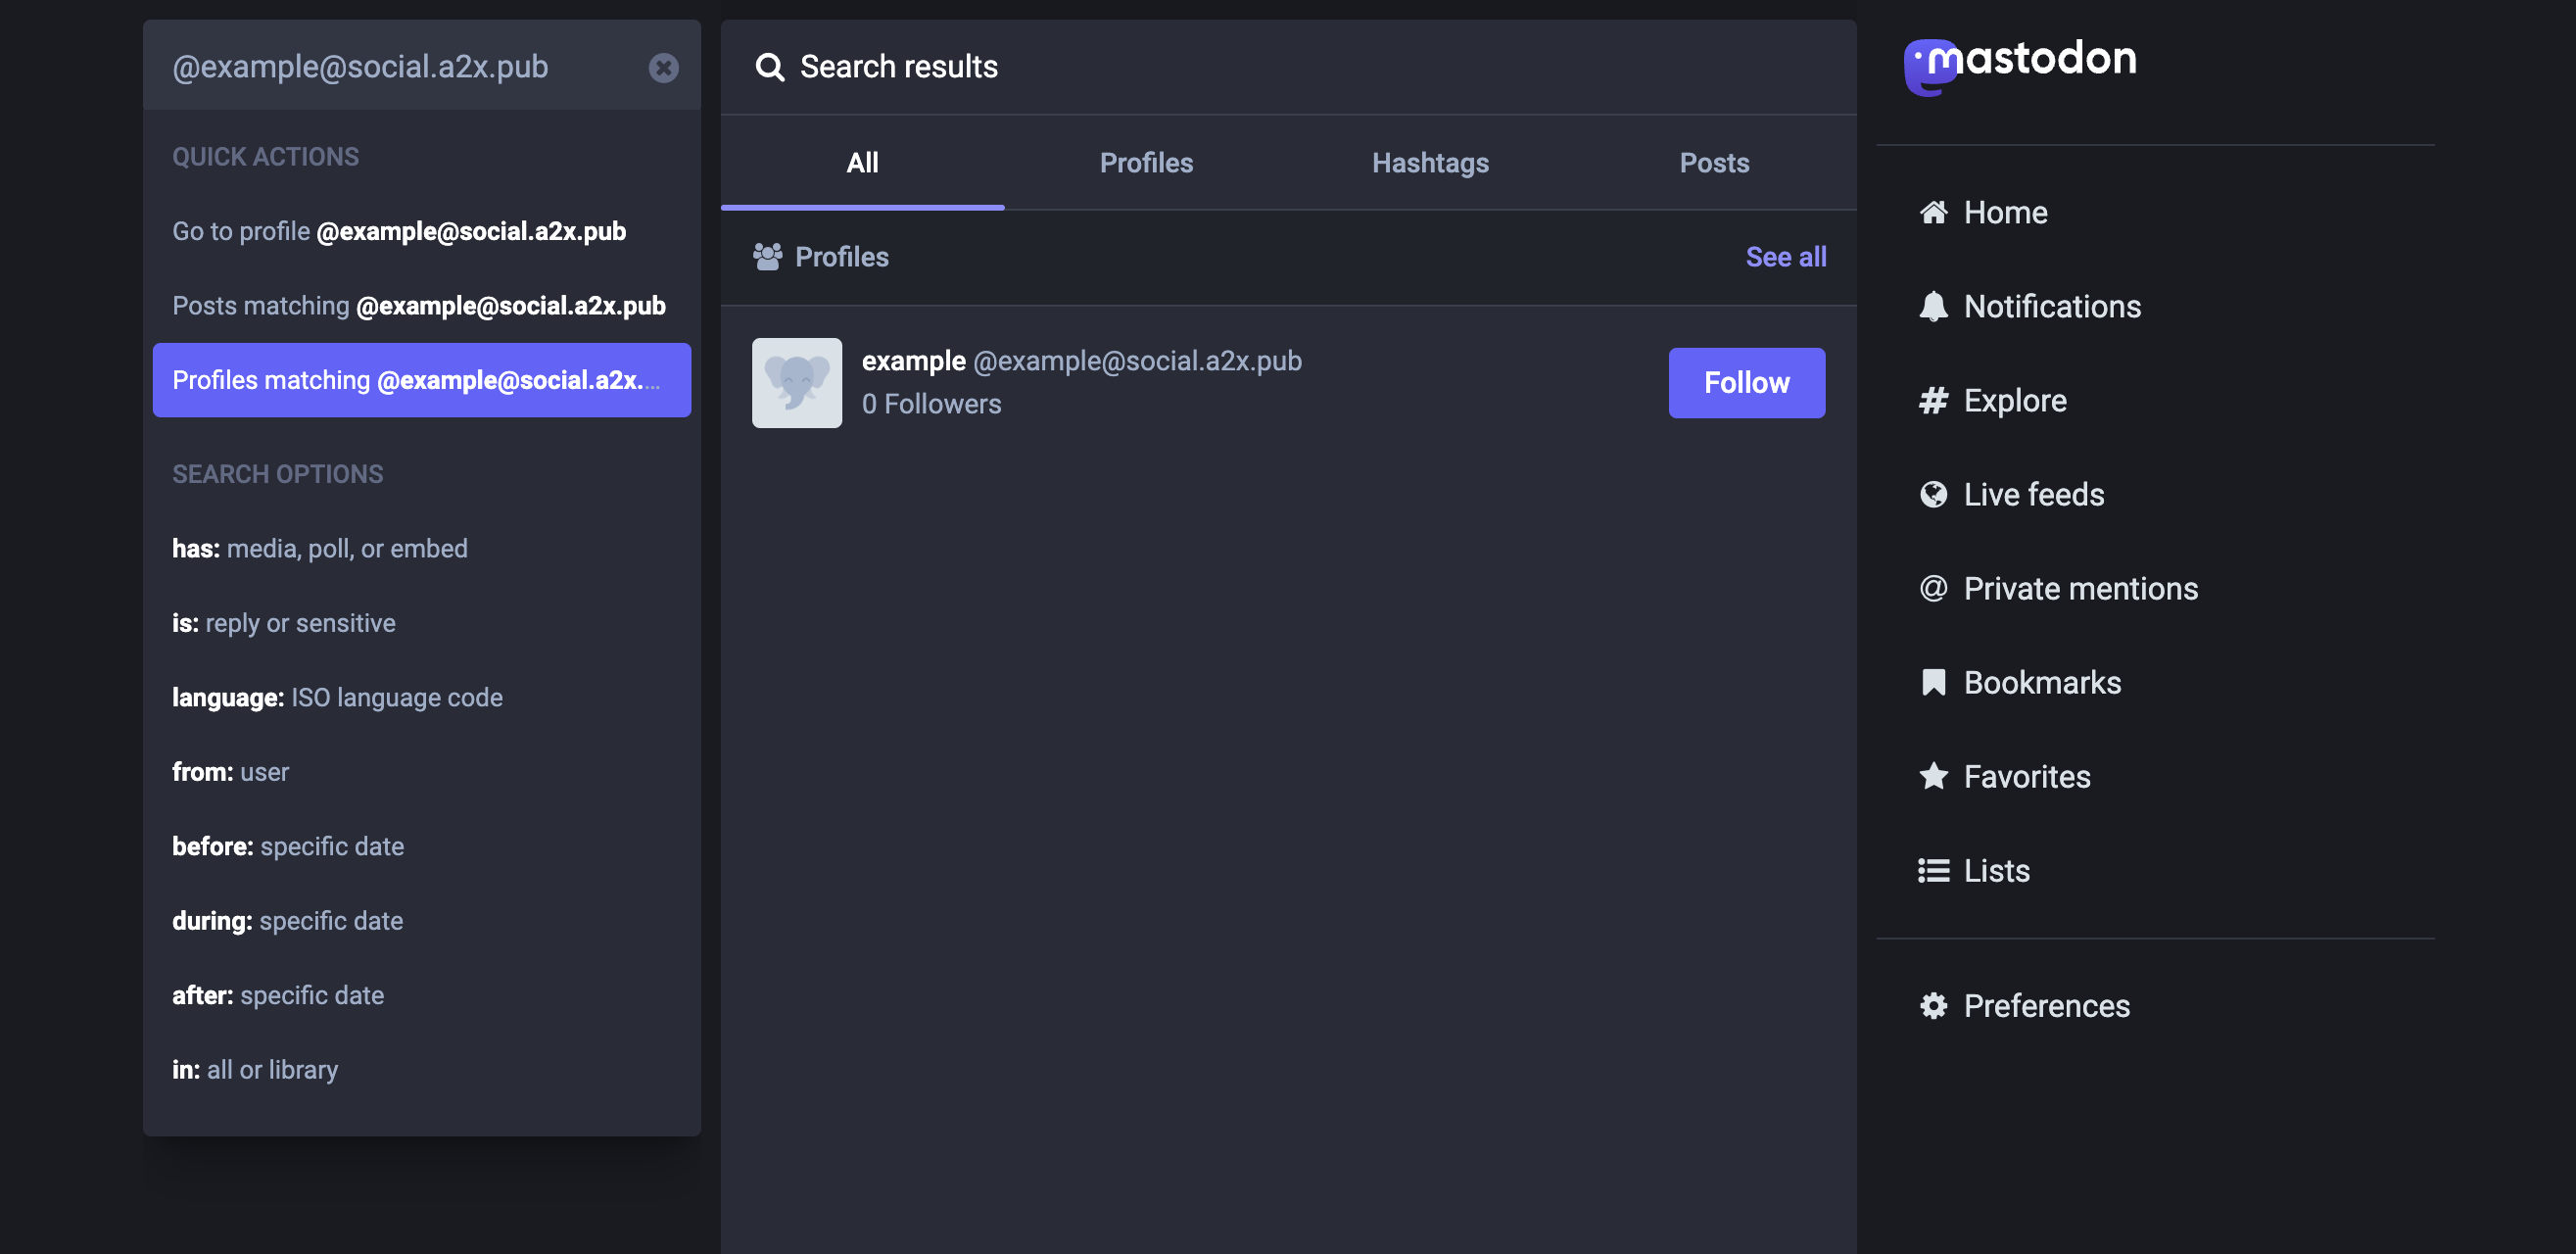 @example@social.a2x.pub
QUICK ACTIONS
Go to profile @example@social.a2x.pub
Posts matching @example@social.a2x.pub
Profiles matching @example@social.a2x....
SEARCH OPTIONS
has: media, poll, or embed
is: reply or sensitive
language: ISO language code
from: user
before: specific date
during: specific date
after: specific date
in: all or library
Search results
All
Profiles
Hashtags
Posts
Profiles
See all
example @example@social.a2x.pub
0 Followers
Follow
mastodon
Home
Notifications
Explore
Live feeds
Private mentions
Bookmarks
Favorites
Lists
Preferences